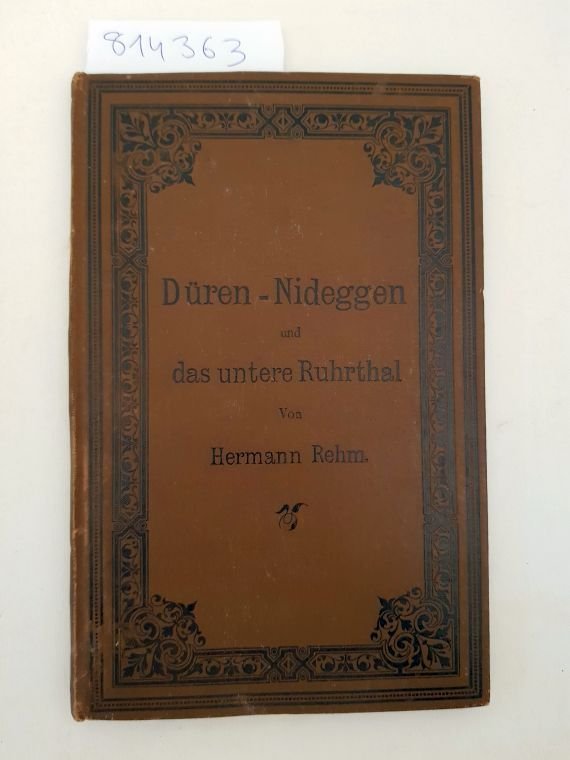 814363
Düren - Nideggen
und
das untere Ruhrthal
Von
Hermann Rehm.